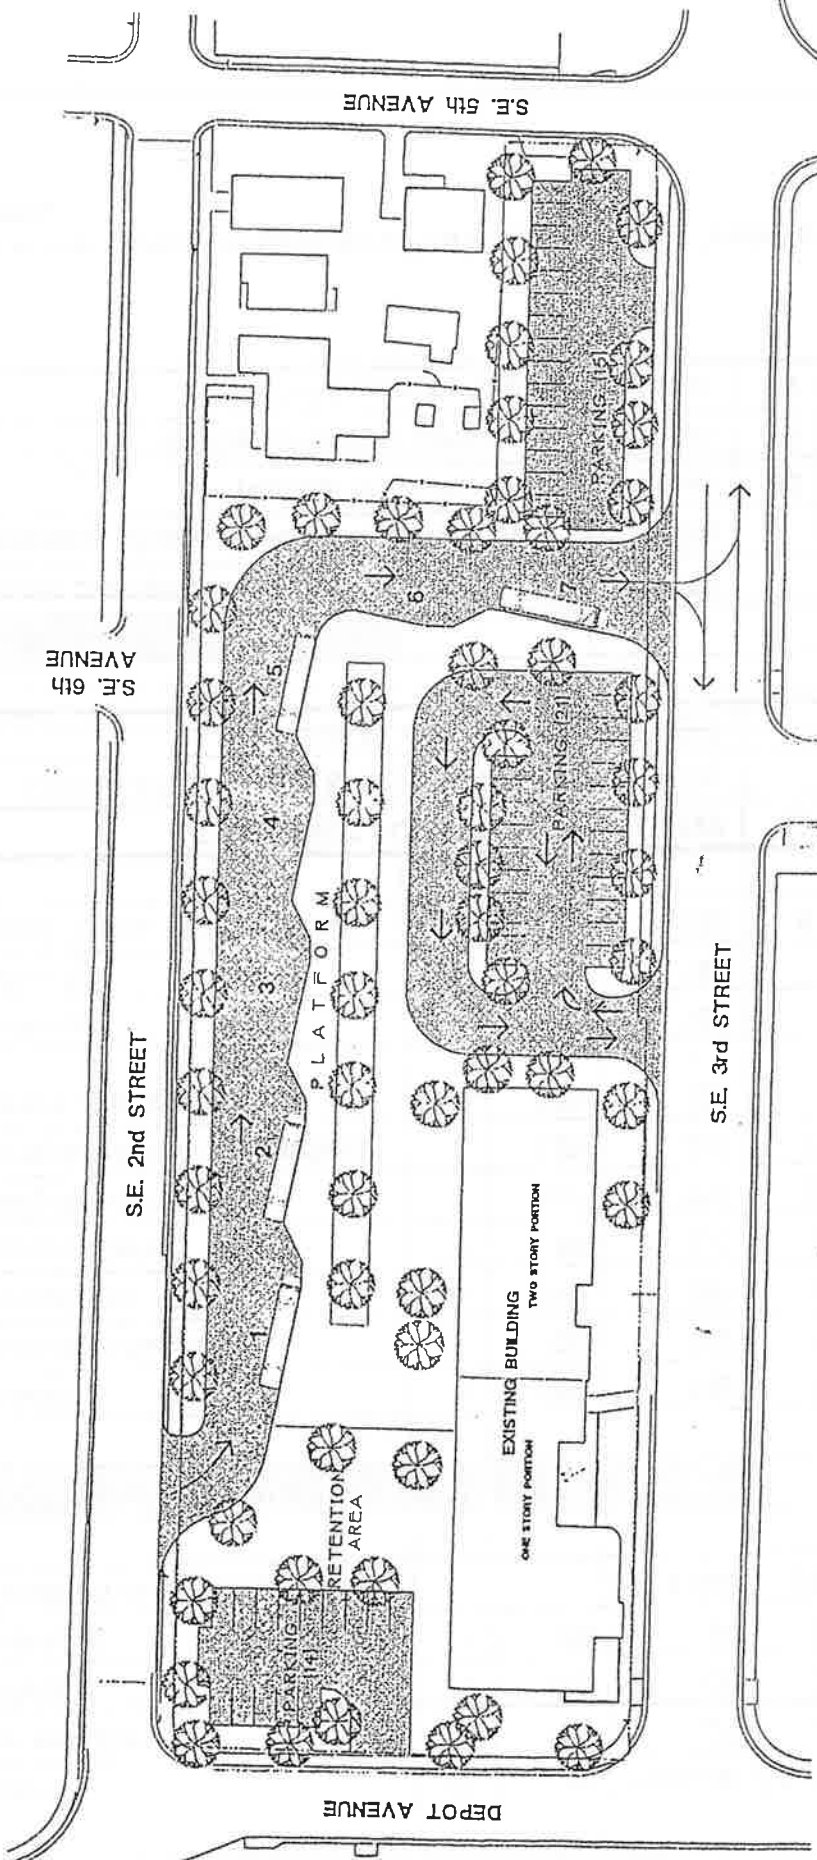 S.E. 5th AVENUE
PARKING (15)
S.E. 6th
AVENUE
7
6
5
4
3
2
1
PARKING (21)
PLATFORM
S.E. 2nd STREET
S.E. 3rd STREET
TWO STORY PORTION
EXISTING BUILDING
ONE STORY PORTION
RETENTION
AREA
PARKING
(14)
DEPOT AVENUE